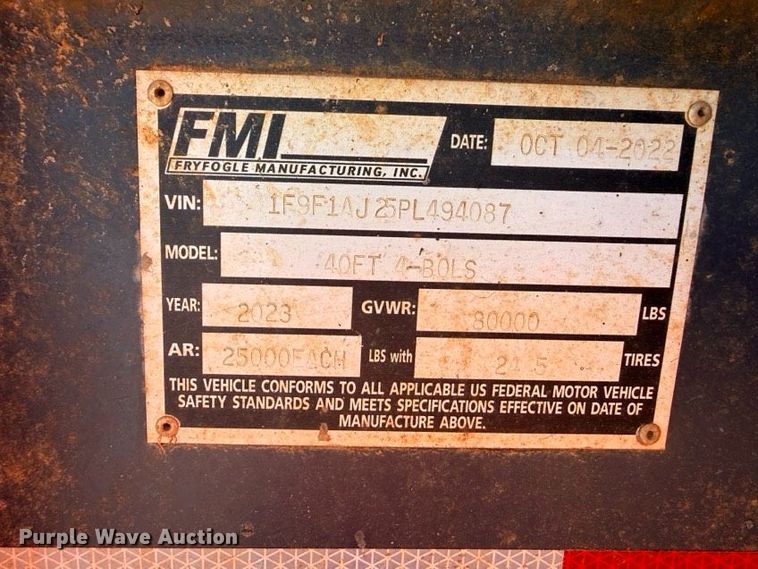 FMI
FRYFOGLE MANUFACTURING, INC.
DATE: OCT 04-2022
VIN: 1F9F1AJ25PL494087
MODEL: 40FT 4-BOLS
YEAR: 2023 GVWR: 80000 LBS
AR: 25000EACH LBS with 24.5 TIRES
THIS VEHICLE CONFORMS TO ALL APPLICABLE US FEDERAL MOTOR VEHICLE
SAFETY STANDARDS AND MEETS SPECIFICATIONS EFFECTIVE ON DATE OF
MANUFACTURE ABOVE.
Purple Wave Auction